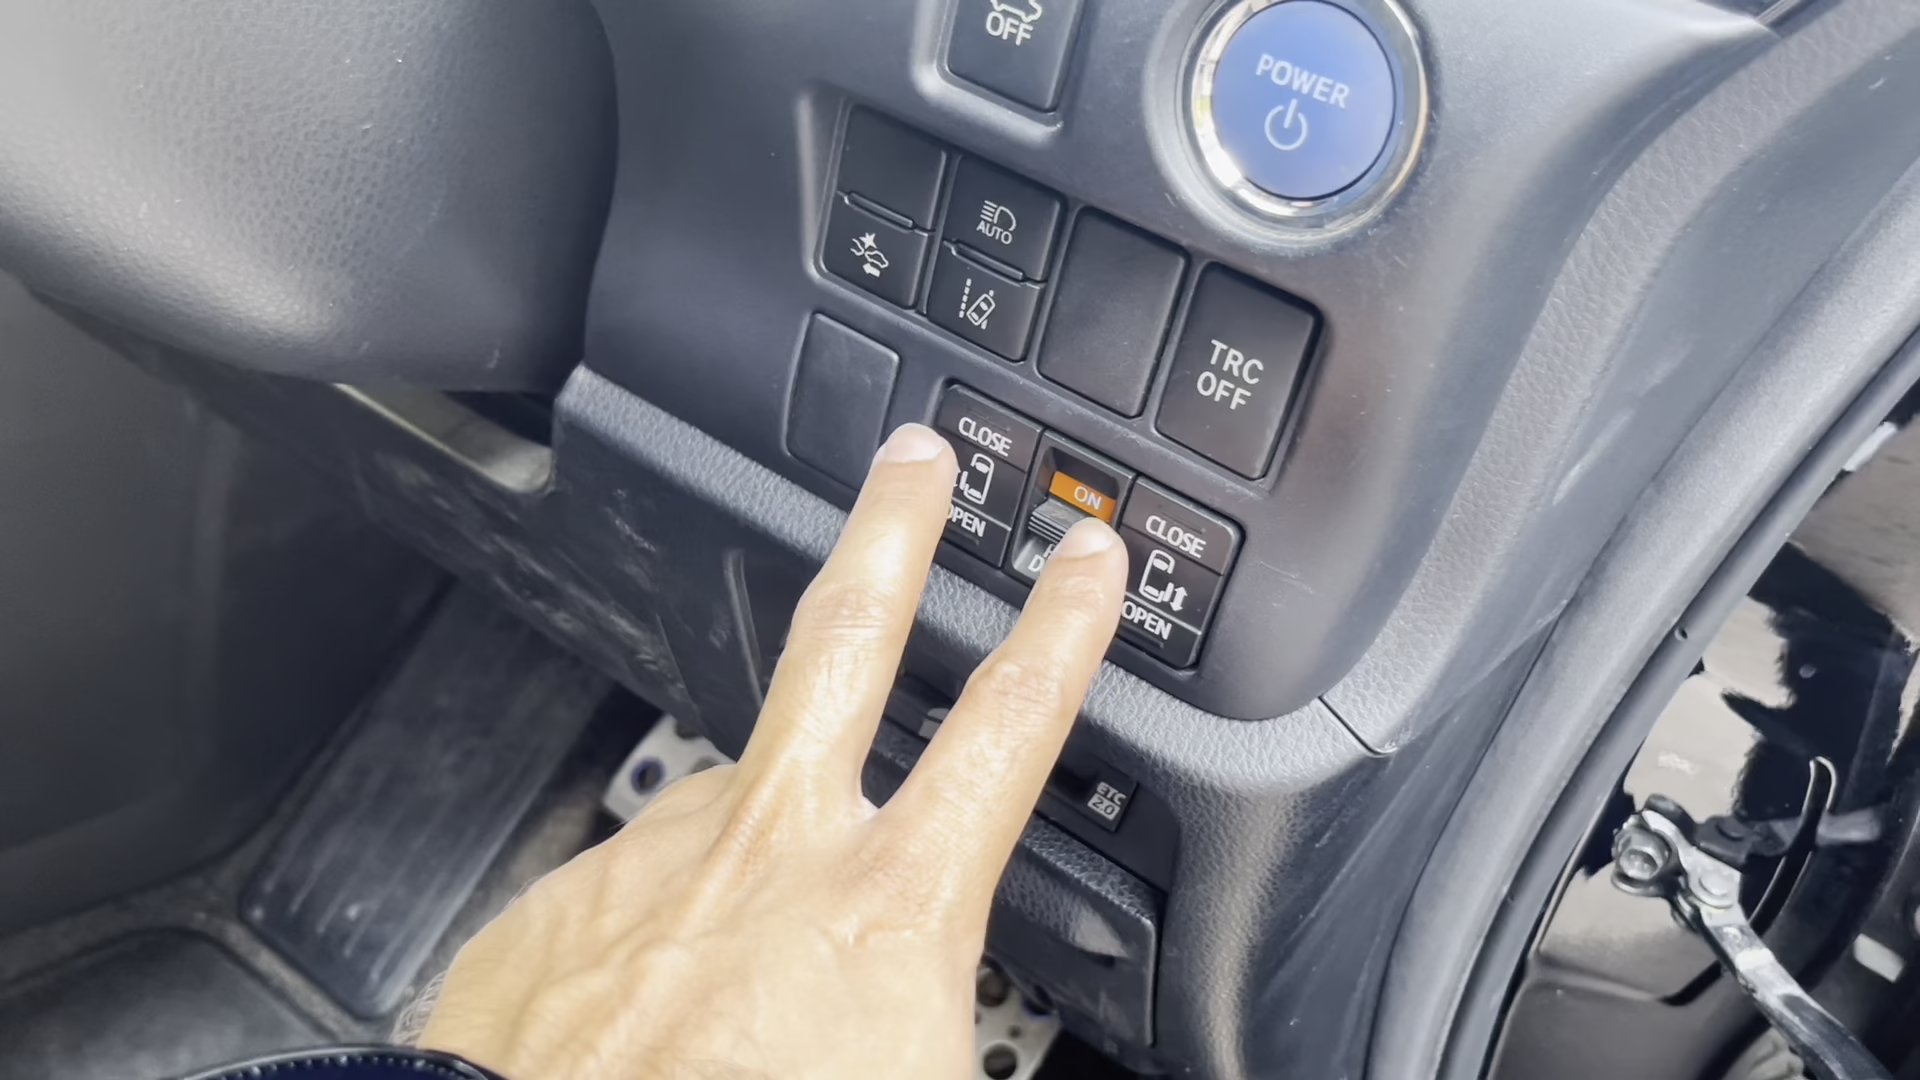 OFF
POWER
AUTO
TRC
OFF
CLOSE
OPEN
ON
CLOSE
OPEN
ETC
2.0